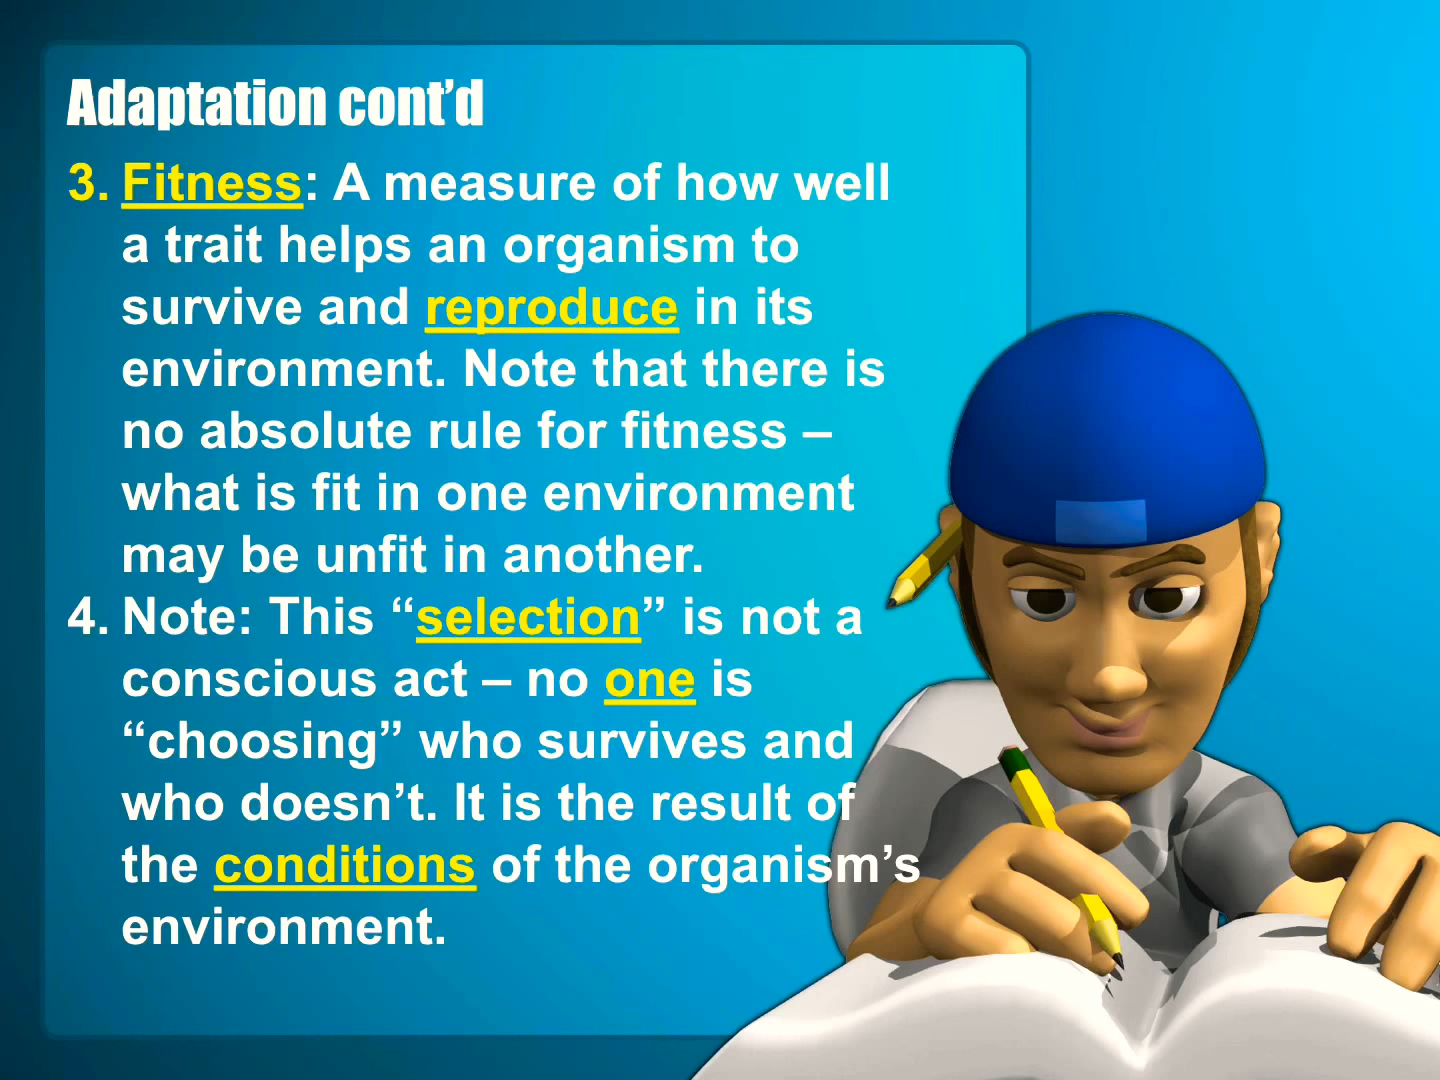 Adaptation cont’d
3. Fitness: A measure of how well
a trait helps an organism to
survive and reproduce in its
environment. Note that there is
no absolute rule for fitness –
what is fit in one environment
may be unfit in another.
4. Note: This “selection” is not a
conscious act – no one is
“choosing” who survives and
who doesn’t. It is the result of
the conditions of the organism’s
environment.